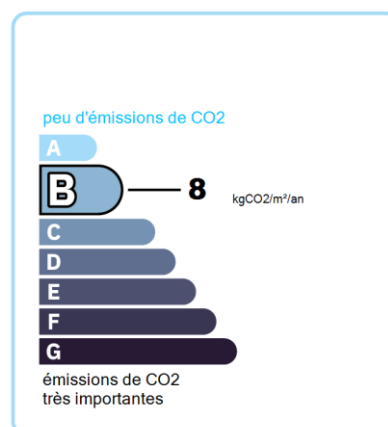 peu d'émissions de CO2
A
B 8 kgCO2/m²/an
C
D
E
F
G
émissions de CO2
très importantes